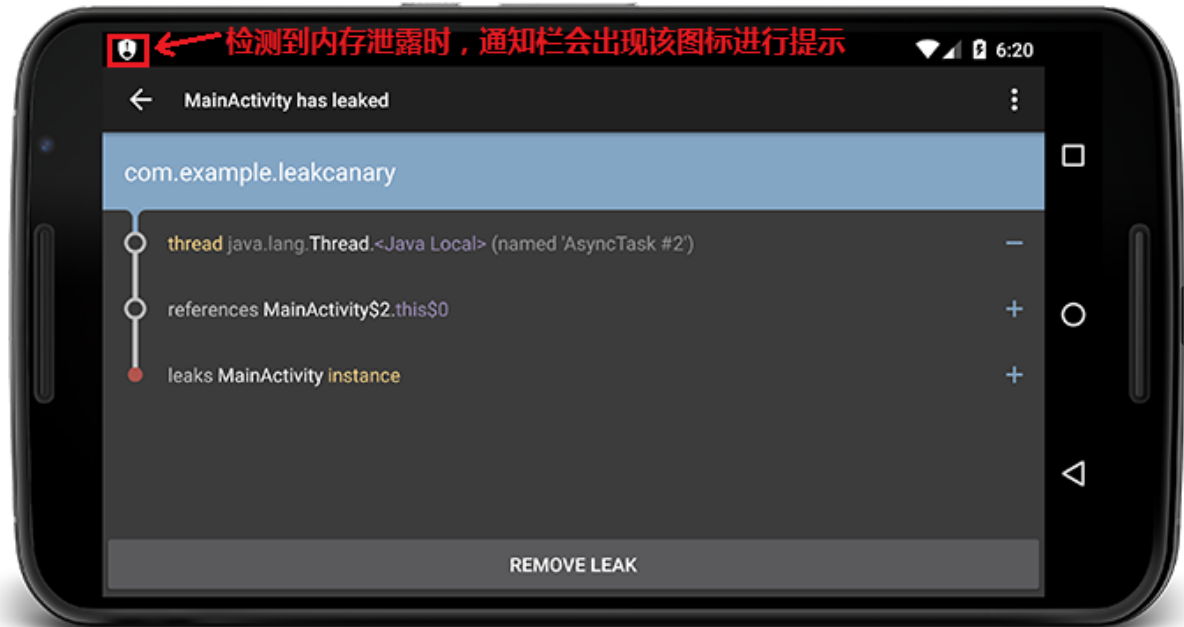 检测到内存泄露时，通知栏会出现该图标进行提示
6:20
MainActivity has leaked
com.example.leakcanary
thread java.lang.Thread.<Java Local> (named 'AsyncTask #2')
references MainActivity$2.this$0
leaks MainActivity instance
REMOVE LEAK